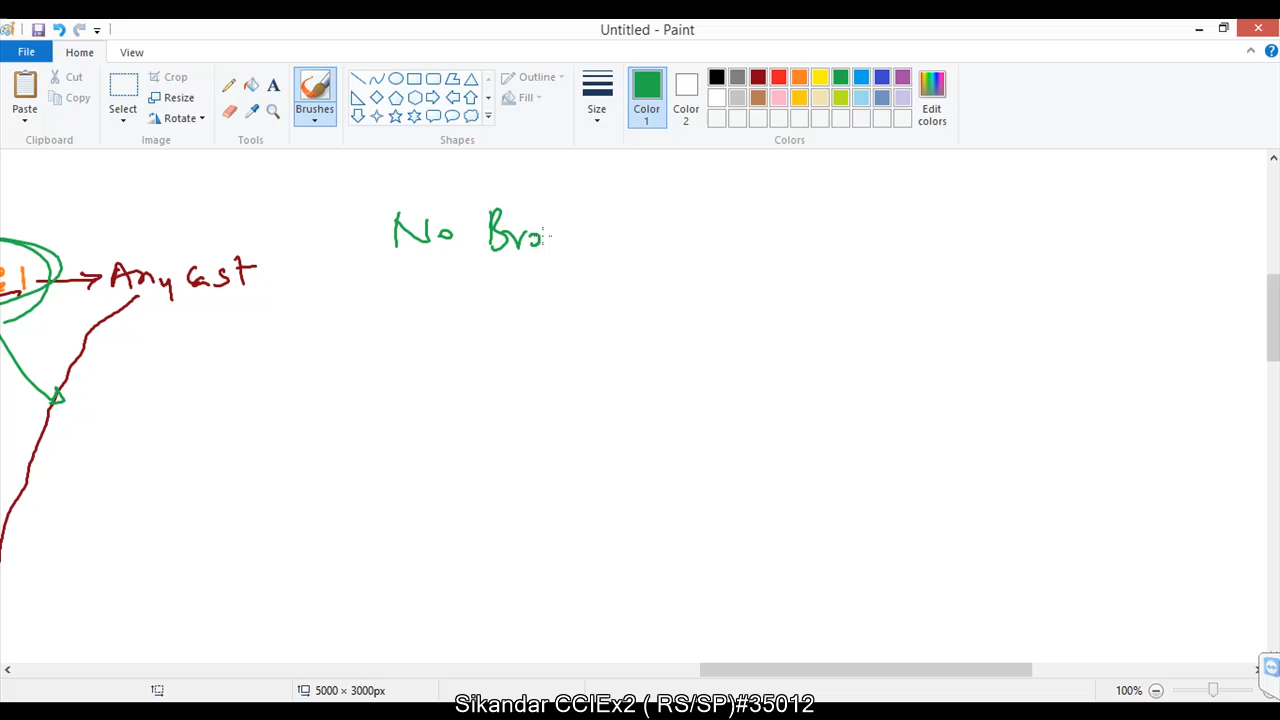 Untitled - Paint
File Home View
Paste
Cut
Copy
Clipboard
Select
Crop
Resize
Rotate
Image
A
Tools
Brushes
Outline
Fill
Shapes
Size
Color 1
Color 2
Edit colors
Colors
No Bro
Any cast
5000 × 3000px
100%
Sikandar CCIEx2 ( RS/SP)#35012